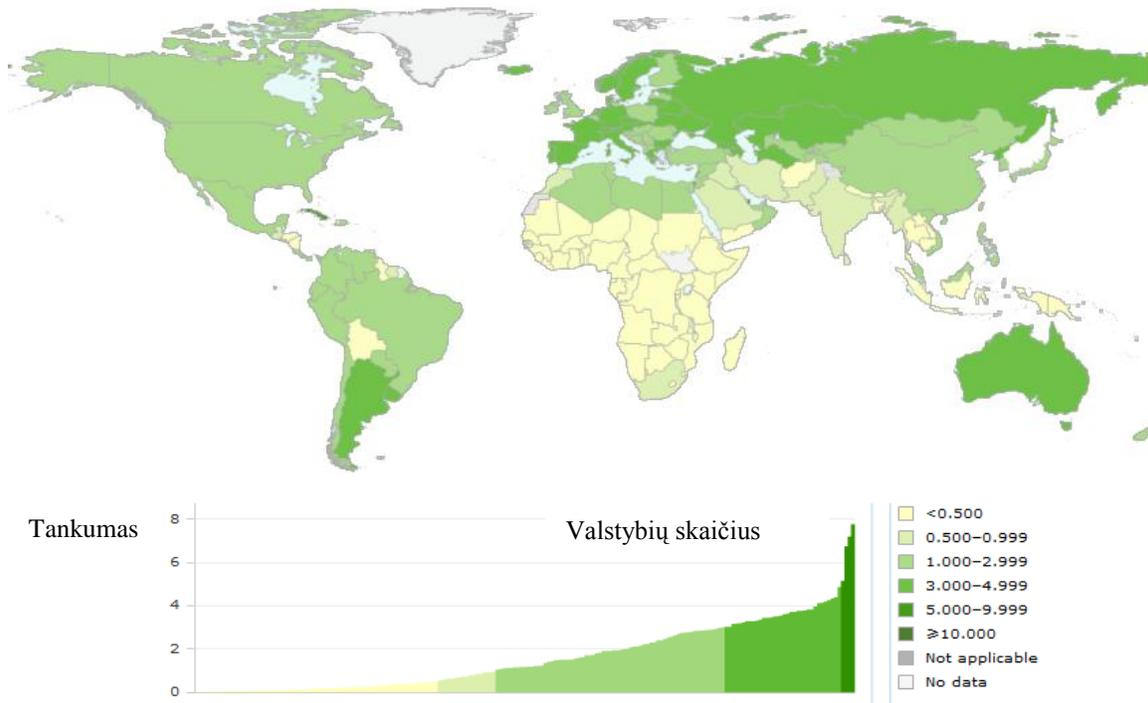 Tankumas
Valstybių skaičius
8
6
4
2
0
<0.500
0.500–0.999
1.000–2.999
3.000–4.999
5.000–9.999
≥10.000
Not applicable
No data